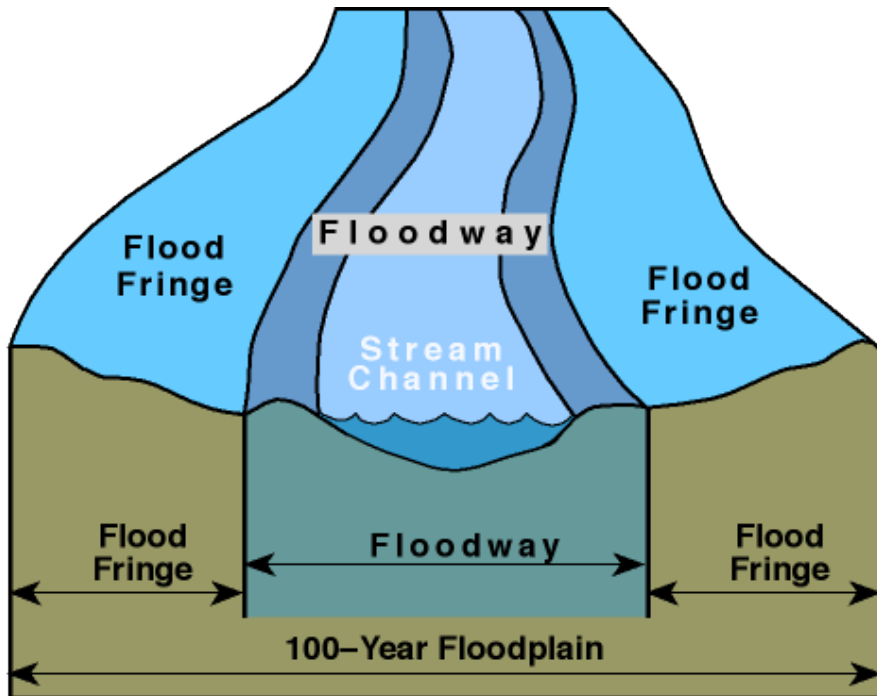 Floodway
Flood
Fringe
Flood
Fringe
Stream
Channel
Flood
Fringe
Floodway
Flood
Fringe
100–Year Floodplain